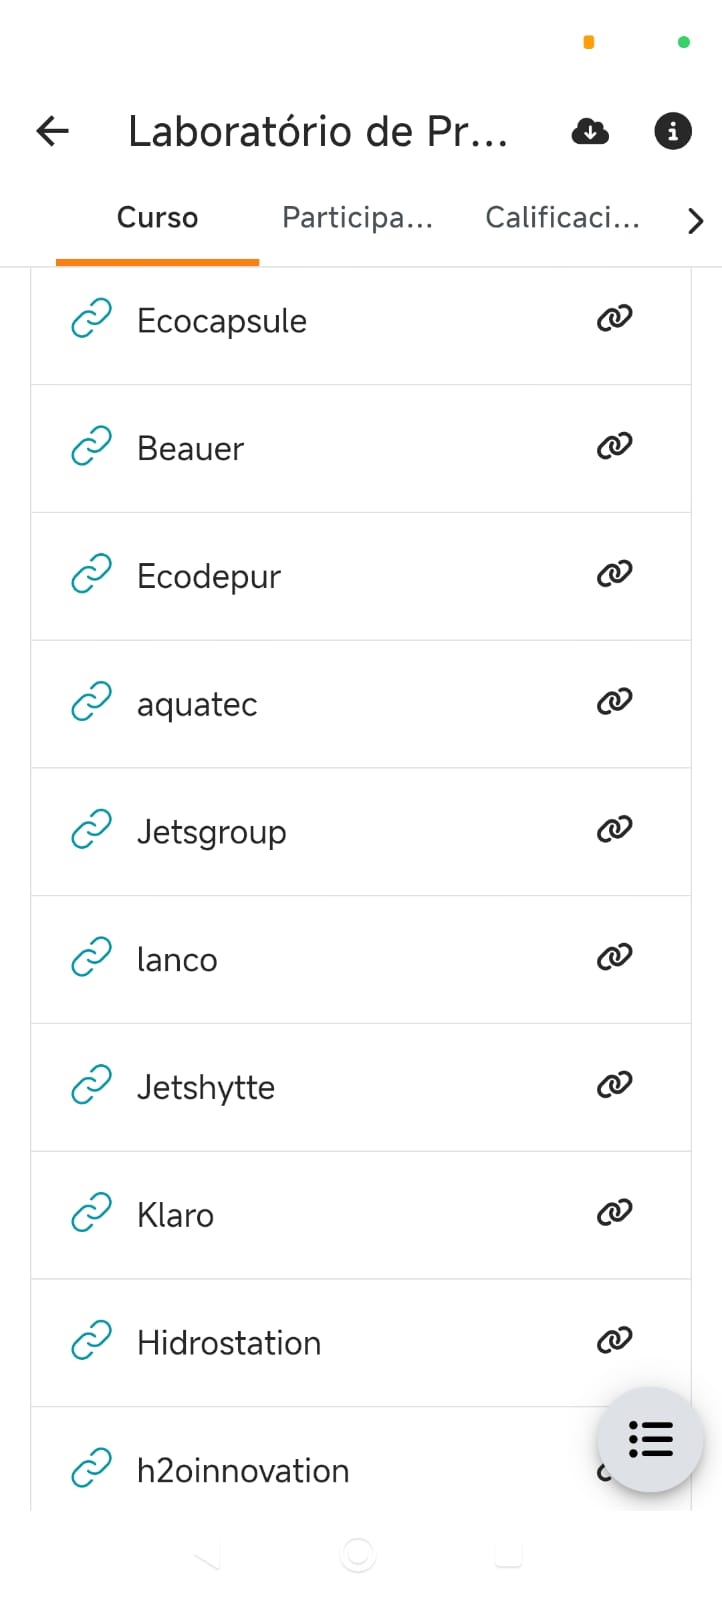 Laboratório de Pr...
Curso
Participa...
Calificaci...
Ecocapsule
Beauer
Ecodepur
aquatec
Jetsgroup
lanco
Jetshytte
Klaro
Hidrostation
h2oinnovation